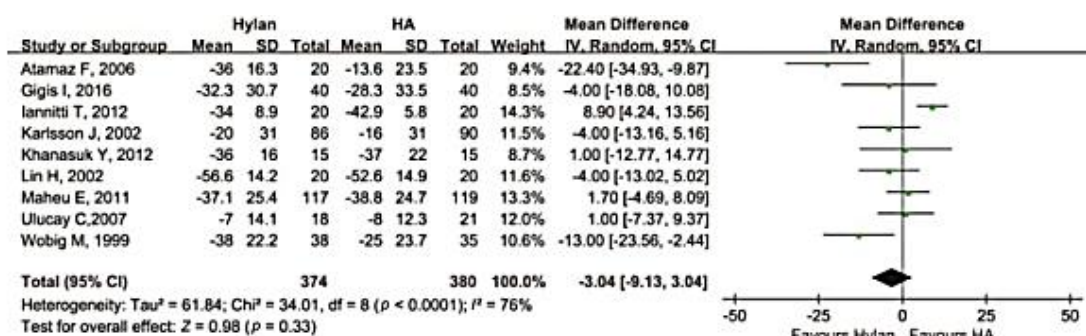 Hylan HA Mean Difference Mean Difference
Study or Subgroup Mean SD Total Mean SD Total Weight IV, Random, 95% CI IV, Random, 95% CI
Atamaz F, 2006 -36 16.3 20 -13.6 23.5 20 9.4% -22.40 [-34.93, -9.87]
Gigis I, 2016 -32.3 30.7 40 -28.3 33.5 40 8.5% -4.00 [-18.08, 10.08]
Iannitti T, 2012 -34 8.9 20 -42.9 5.8 20 14.3% 8.90 [4.24, 13.56]
Karlsson J, 2002 -20 31 86 -16 31 90 11.5% -4.00 [-13.16, 5.16]
Khanasuk Y, 2012 -36 16 15 -37 22 15 8.7% 1.00 [-12.77, 14.77]
Lin H, 2002 -56.6 14.2 20 -52.6 14.9 20 11.6% -4.00 [-13.02, 5.02]
Maheu E, 2011 -37.1 25.4 117 -38.8 24.7 119 13.3% 1.70 [-4.69, 8.09]
Ulucay C,2007 -7 14.1 18 -8 12.3 21 12.0% 1.00 [-7.37, 9.37]
Wobig M, 1999 -38 22.2 38 -25 23.7 35 10.6% -13.00 [-23.56, -2.44]
Total (95% CI) 374 380 100.0% -3.04 [-9.13, 3.04]
Heterogeneity: Tau² = 61.84; Chi² = 34.01, df = 8 (p < 0.0001); I² = 76%
Test for overall effect: Z = 0.98 (p = 0.33)
-50 -25 0 25 50
Favours Hylan Favours HA